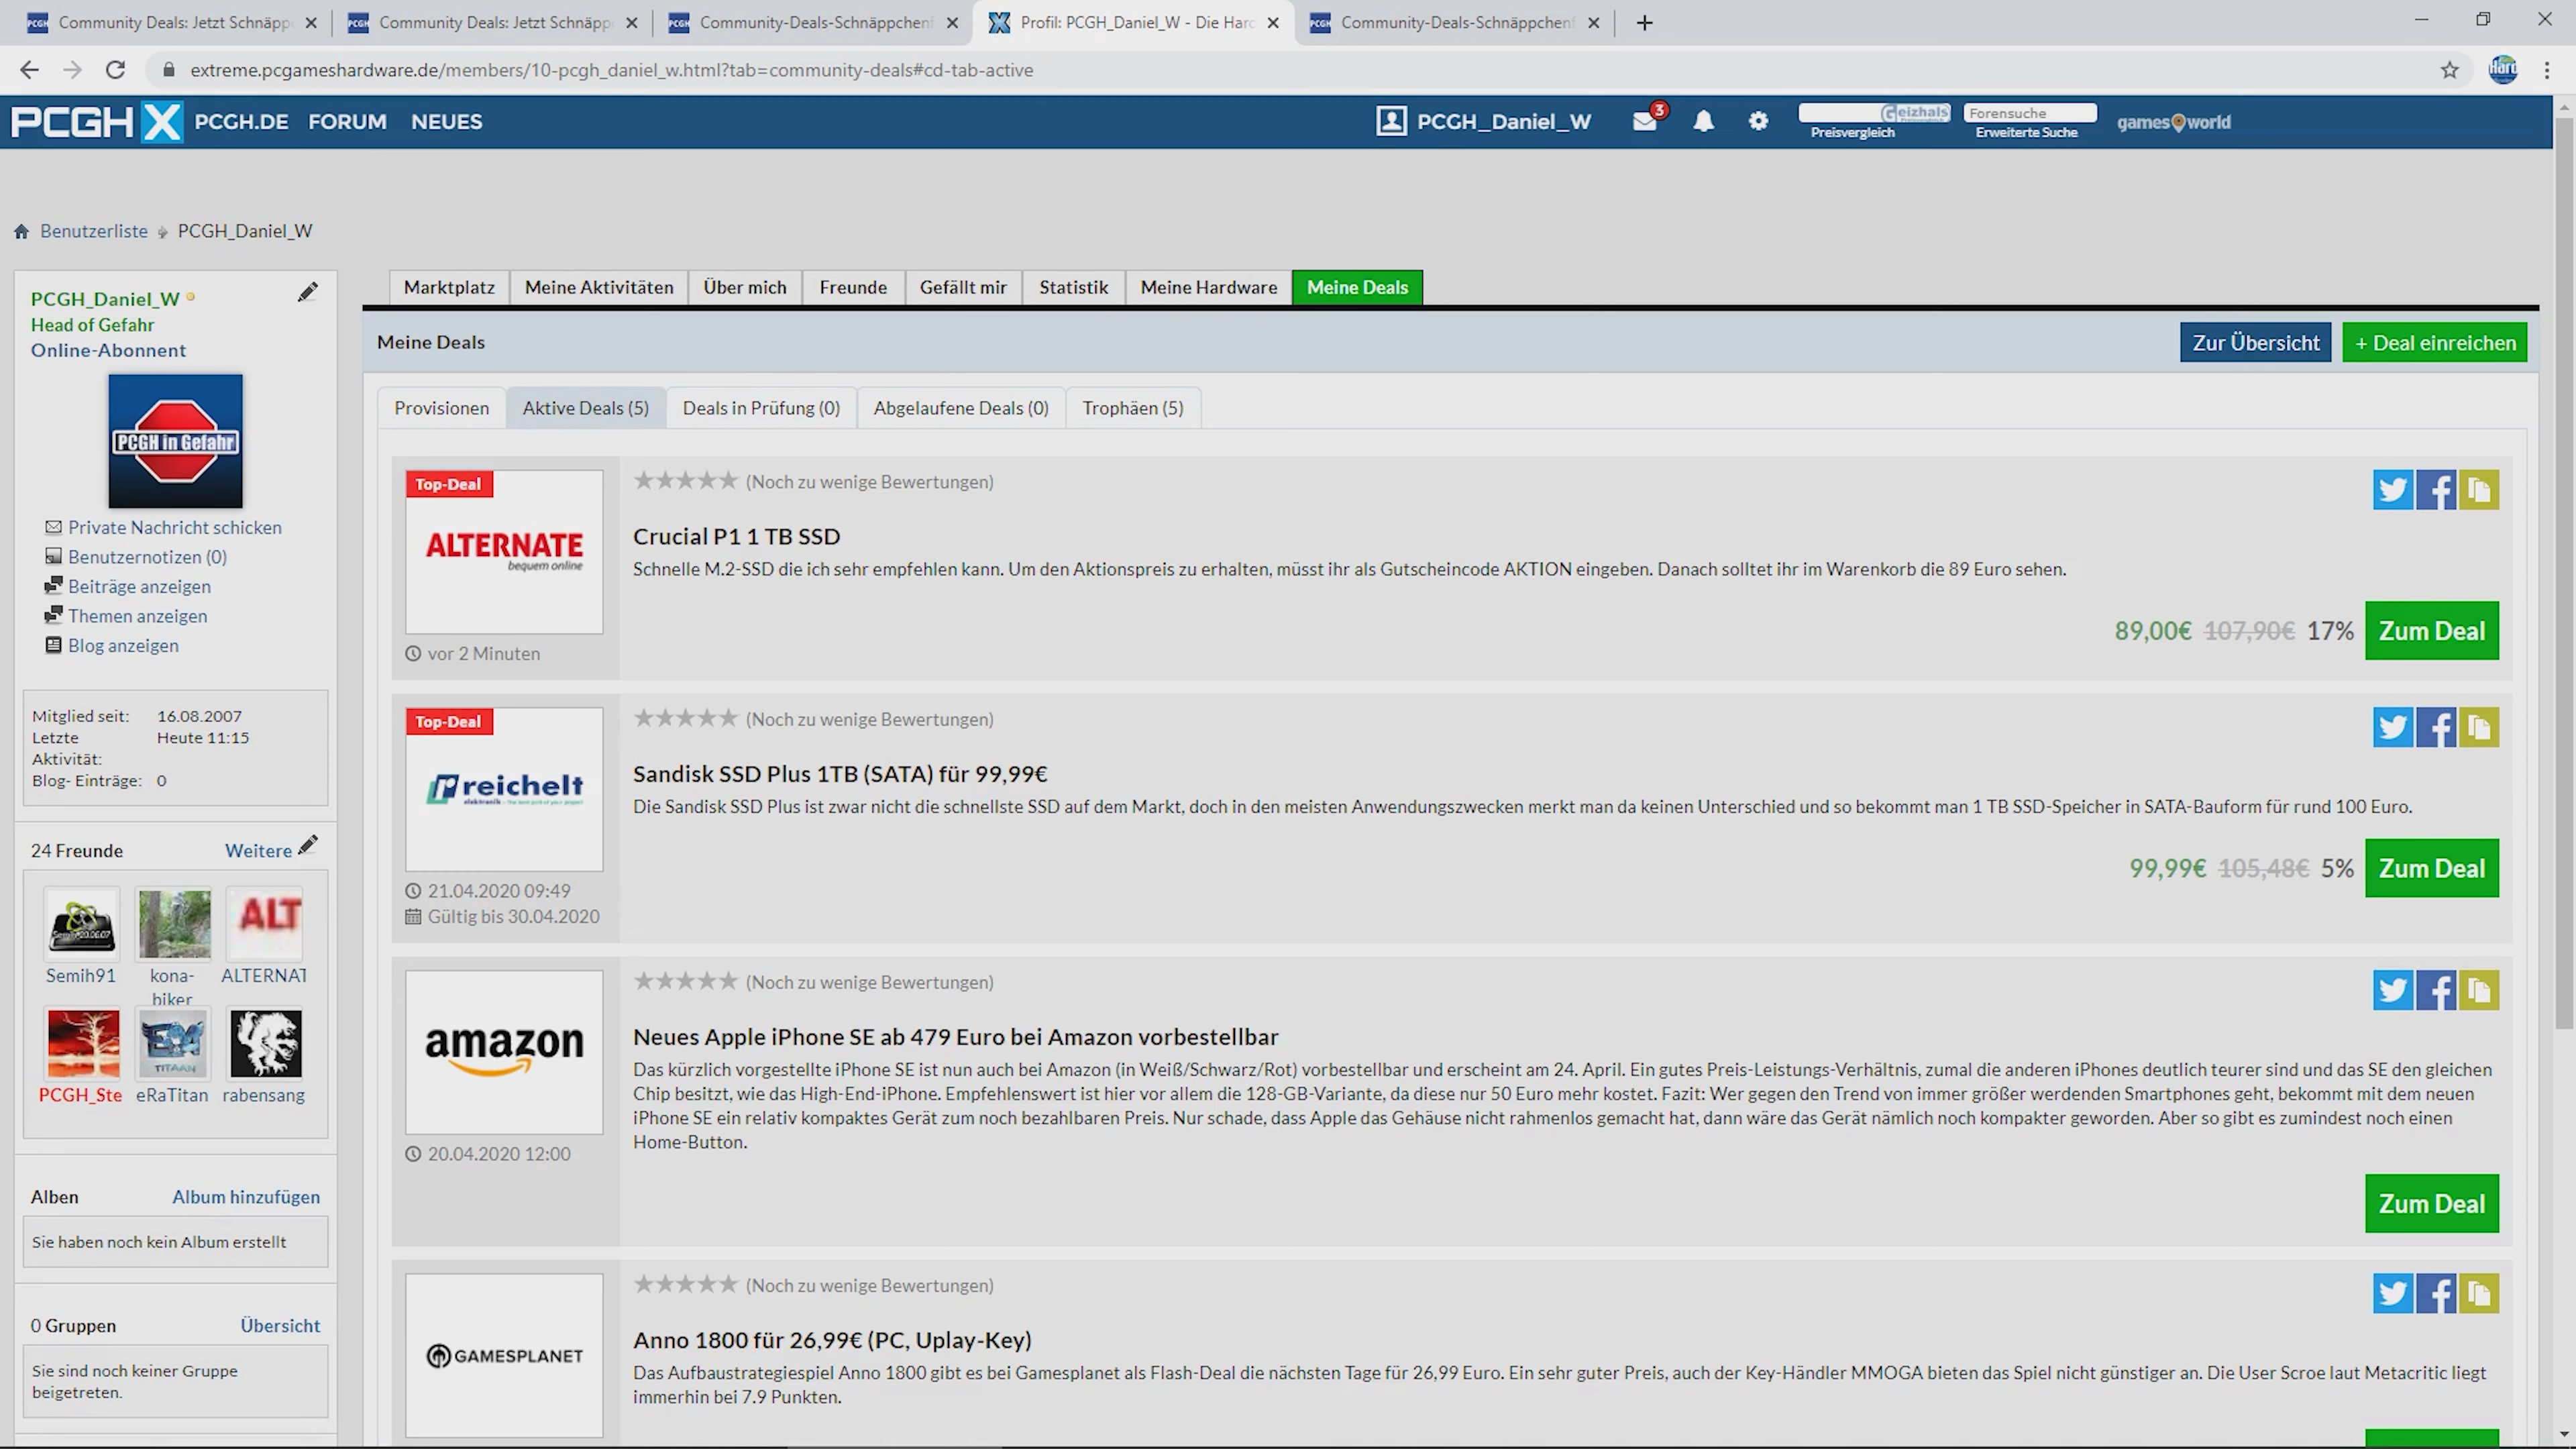 Community Deals: Jetzt Schnäppc
Community Deals: Jetzt Schnäpp
Community-Deals-Schnäppchenf
Profil: PCGH_Daniel_W - Die Hard
Community-Deals-Schnäppchenf
extreme.pcgameshardware.de/members/10-pcgh_daniel_w.html?tab=community-deals#cd-tab-active
PCGH X PCGH.DE FORUM NEUES
PCGH_Daniel_W 3
Geizhals
Preisvergleich
Forensuche
Erweiterte Suche
games world
Benutzerliste PCGH_Daniel_W
PCGH_Daniel_W
Head of Gefahr
Online-Abonnent
PCGH in Gefahr
Private Nachricht schicken
Benutzernotizen (0)
Beiträge anzeigen
Themen anzeigen
Blog anzeigen
Mitglied seit: 16.08.2007
Letzte Aktivität: Heute 11:15
Blog- Einträge: 0
24 Freunde Weitere
ALT
Semih91 kona-biker ALTERNAT
TITAAN
PCGH_Ste eRaTitan rabensang
Alben Album hinzufügen
Sie haben noch kein Album erstellt
0 Gruppen Übersicht
Sie sind noch keiner Gruppe
beigetreten.
Marktplatz Meine Aktivitäten Über mich Freunde Gefällt mir Statistik Meine Hardware Meine Deals
Meine Deals Zur Übersicht + Deal einreichen
Provisionen Aktive Deals (5) Deals in Prüfung (0) Abgelaufene Deals (0) Trophäen (5)
Top-Deal
ALTERNATE
bequem online
vor 2 Minuten
(Noch zu wenige Bewertungen)
Crucial P1 1 TB SSD
Schnelle M.2-SSD die ich sehr empfehlen kann. Um den Aktionspreis zu erhalten, müsst ihr als Gutscheincode AKTION eingeben. Danach solltet ihr im Warenkorb die 89 Euro sehen.
89,00€ 107,90€ 17% Zum Deal
Top-Deal
reichelt
21.04.2020 09:49
Gültig bis 30.04.2020
(Noch zu wenige Bewertungen)
Sandisk SSD Plus 1TB (SATA) für 99,99€
Die Sandisk SSD Plus ist zwar nicht die schnellste SSD auf dem Markt, doch in den meisten Anwendungszwecken merkt man da keinen Unterschied und so bekommt man 1 TB SSD-Speicher in SATA-Bauform für rund 100 Euro.
99,99€ 105,48€ 5% Zum Deal
amazon
20.04.2020 12:00
(Noch zu wenige Bewertungen)
Neues Apple iPhone SE ab 479 Euro bei Amazon vorbestellbar
Das kürzlich vorgestellte iPhone SE ist nun auch bei Amazon (in Weiß/Schwarz/Rot) vorbestellbar und erscheint am 24. April. Ein gutes Preis-Leistungs-Verhältnis, zumal die anderen iPhones deutlich teurer sind und das SE den gleichen
Chip besitzt, wie das High-End-iPhone. Empfehlenswert ist hier vor allem die 128-GB-Variante, da diese nur 50 Euro mehr kostet. Fazit: Wer gegen den Trend von immer größer werdenden Smartphones geht, bekommt mit dem neuen
iPhone SE ein relativ kompaktes Gerät zum noch bezahlbaren Preis. Nur schade, dass Apple das Gehäuse nicht rahmenlos gemacht hat, dann wäre das Gerät nämlich noch kompakter geworden. Aber so gibt es zumindest noch einen
Home-Button.
Zum Deal
GAMESPLANET
(Noch zu wenige Bewertungen)
Anno 1800 für 26,99€ (PC, Uplay-Key)
Das Aufbaustrategiespiel Anno 1800 gibt es bei Gamesplanet als Flash-Deal die nächsten Tage für 26,99 Euro. Ein sehr guter Preis, auch der Key-Händler MMOGA bieten das Spiel nicht günstiger an. Die User Scroe laut Metacritic liegt
immerhin bei 7.9 Punkten.